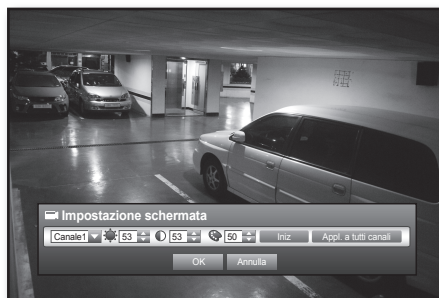 Impostazione schermata
Canale1 53 53 50 Iniz Appl. a tutti canali
OK Annulla